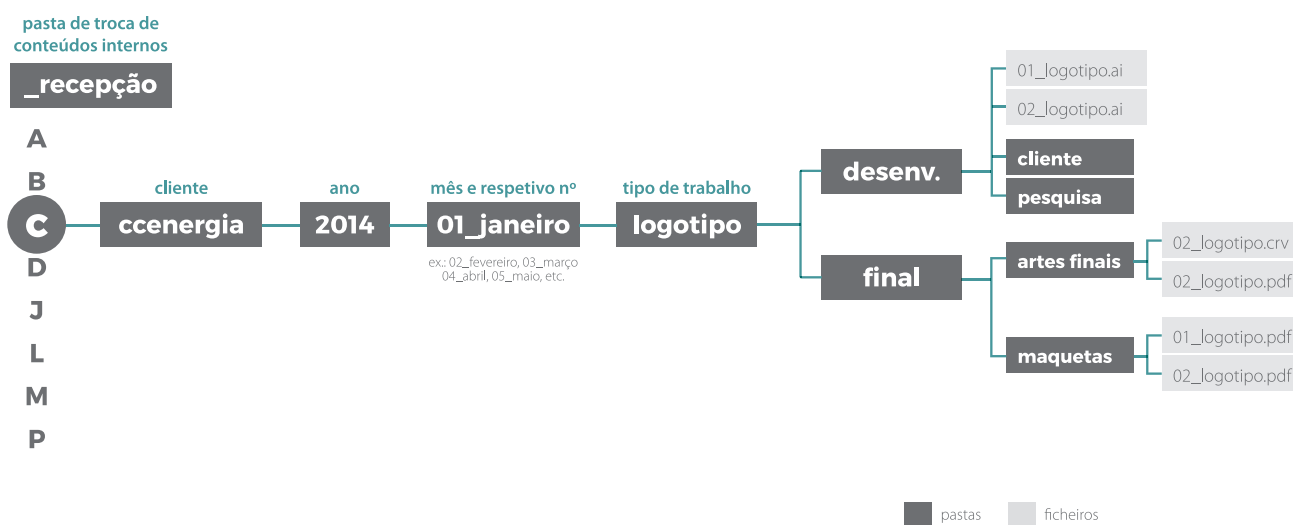 pasta de troca de
conteúdos internos
_recepção
A
B
C
D
J
L
M
P
cliente
ccenergia
ano
2014
mês e respetivo nº
01_janeiro
ex.: 02_fevereiro, 03_março
04_abril, 05_maio, etc.
tipo de trabalho
logotipo
desenv.
01_logotipo.ai
02_logotipo.ai
cliente
pesquisa
final
artes finais
02_logotipo.crv
02_logotipo.pdf
maquetas
01_logotipo.pdf
02_logotipo.pdf
pastas
ficheiros